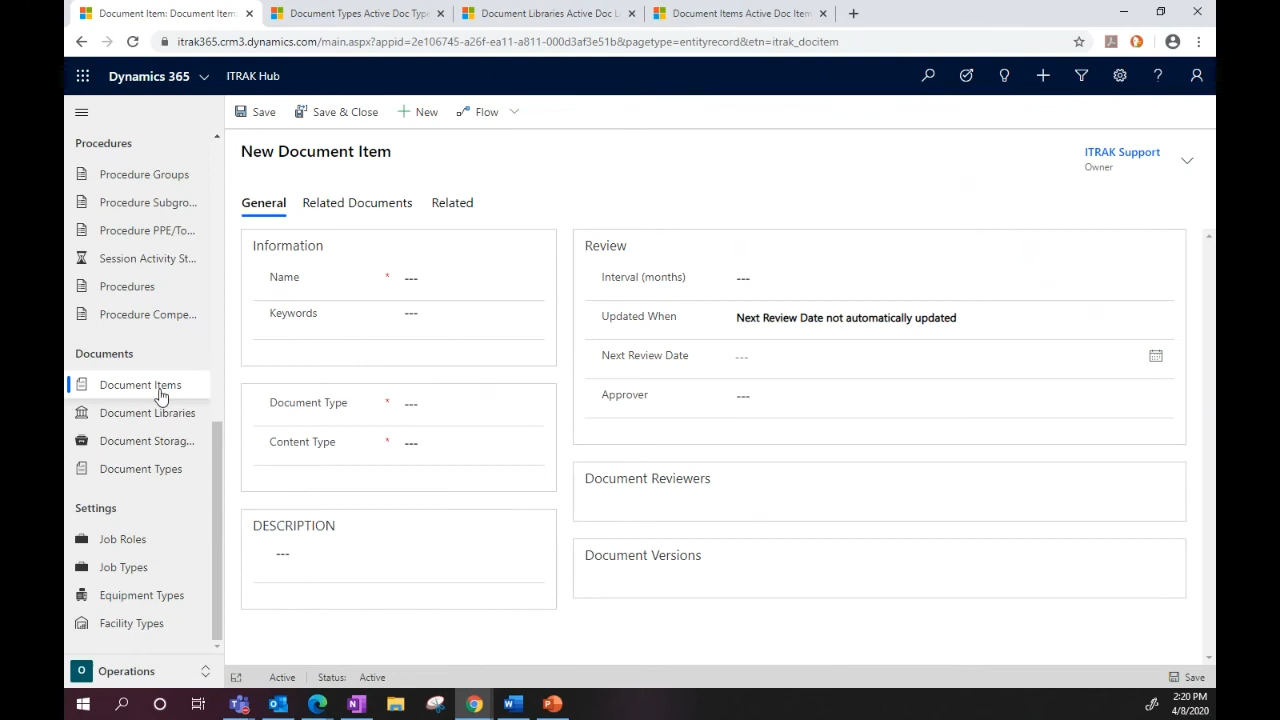 Document Item: Document Item:
Document Types Active Doc Type
Document Libraries Active Doc Li
Document Items Active Doc Item
itrak365.crm3.dynamics.com/main.aspx?appid=2e106745-a26f-ea11-a811-000d3af3e51b&pagetype=entityrecord&etn=itrak_docitem
Dynamics 365
ITRAK Hub
Save
Save & Close
New
Flow
New Document Item
ITRAK Support
Owner
General
Related Documents
Related
Procedures
Procedure Groups
Procedure Subgro...
Procedure PPE/To...
Session Activity St...
Procedures
Procedure Compe...
Documents
Document Items
Document Libraries
Document Storag...
Document Types
Settings
Job Roles
Job Types
Equipment Types
Facility Types
O Operations
Information
Name * ---
Keywords ---
Document Type * ---
Content Type * ---
DESCRIPTION
---
Review
Interval (months) ---
Updated When Next Review Date not automatically updated
Next Review Date ---
Approver ---
Document Reviewers
Document Versions
Active
Status: Active
Save
2:20 PM
4/8/2020